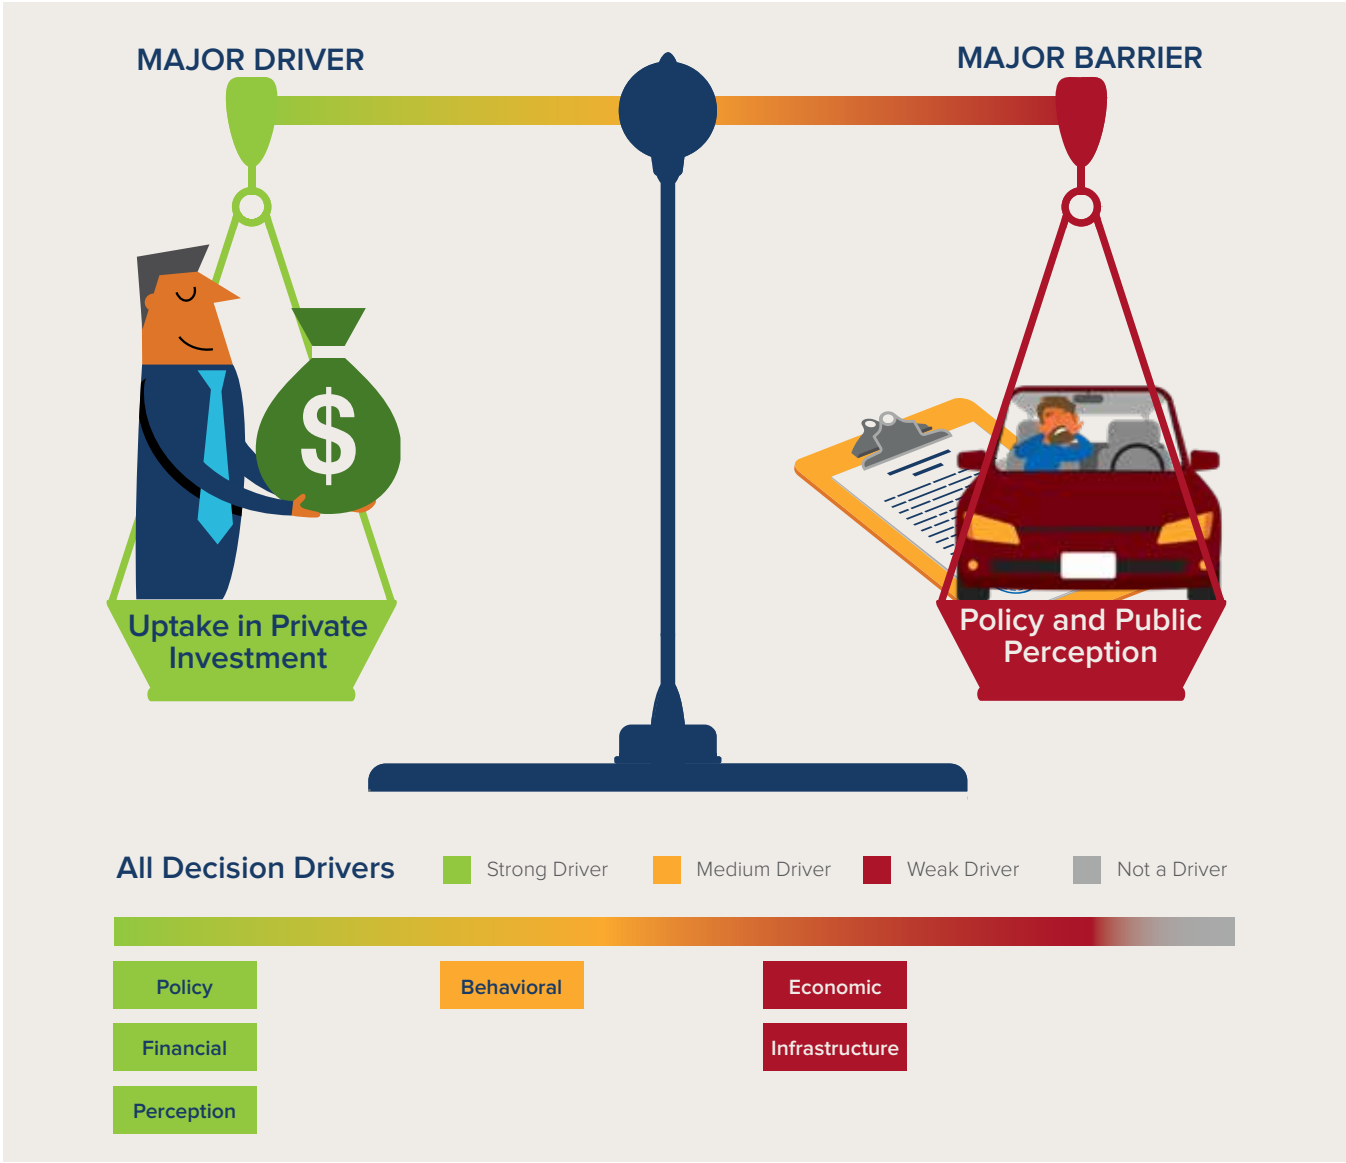 MAJOR DRIVER
MAJOR BARRIER
$
Uptake in Private
Investment
Policy and Public
Perception
All Decision Drivers
Strong Driver
Medium Driver
Weak Driver
Not a Driver
Policy
Behavioral
Economic
Financial
Infrastructure
Perception